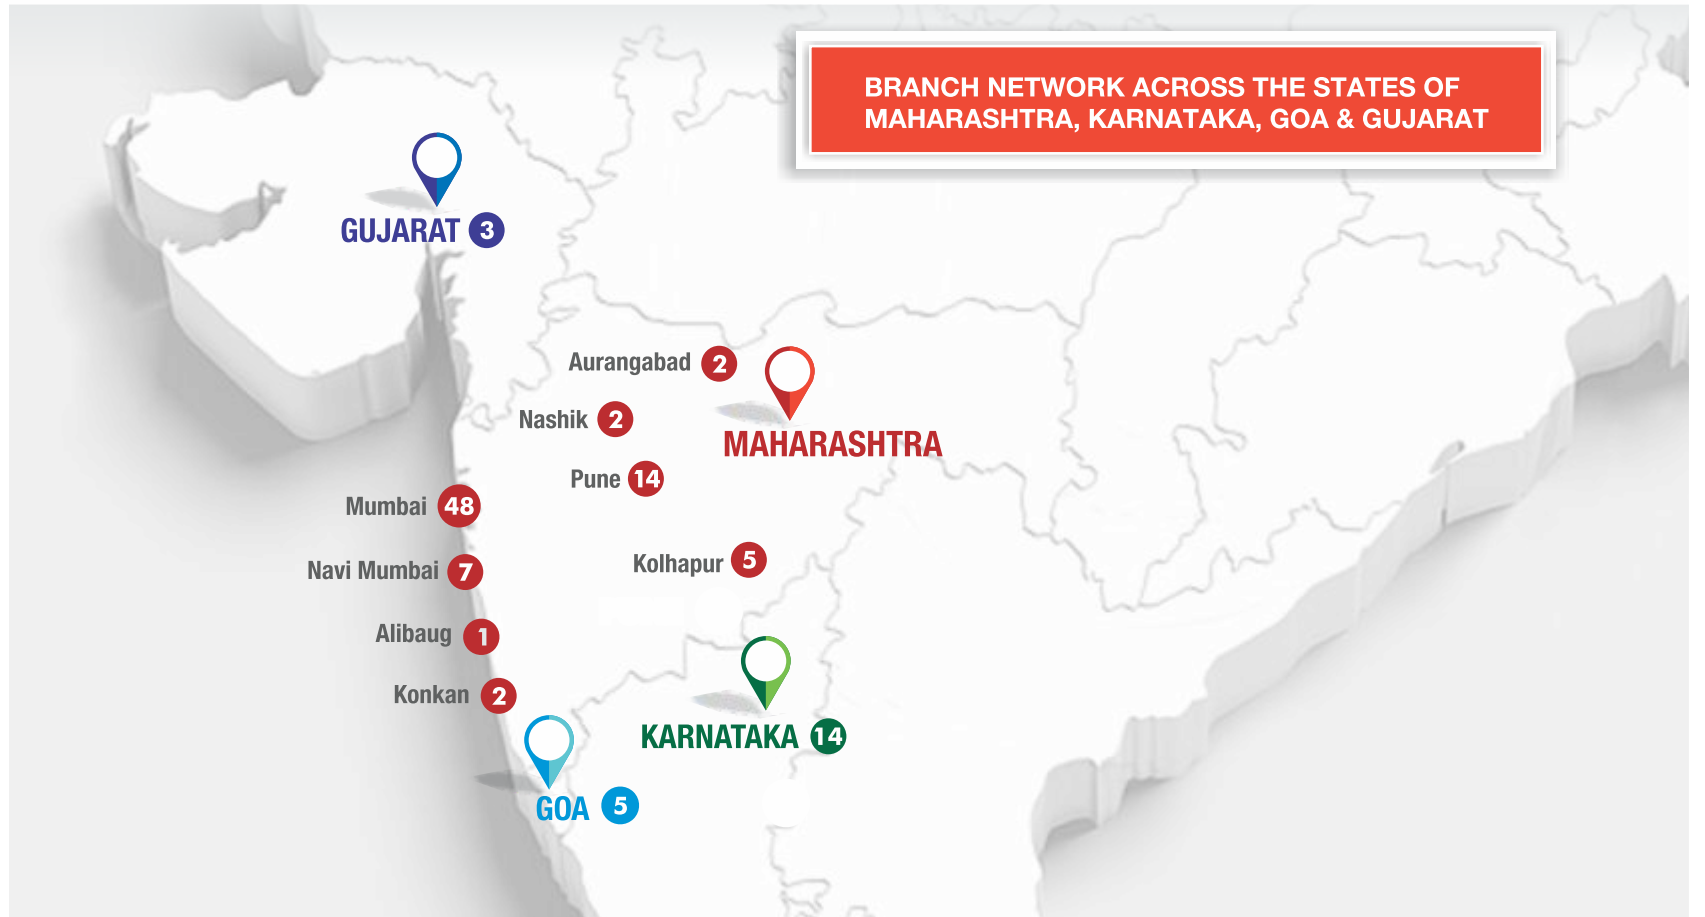 BRANCH NETWORK ACROSS THE STATES OF
MAHARASHTRA, KARNATAKA, GOA & GUJARAT
GUJARAT 3
Aurangabad 2
Nashik 2
MAHARASHTRA
Pune 14
Mumbai 48
Kolhapur 5
Navi Mumbai 7
Alibaug 1
Konkan 2
KARNATAKA 14
GOA 5